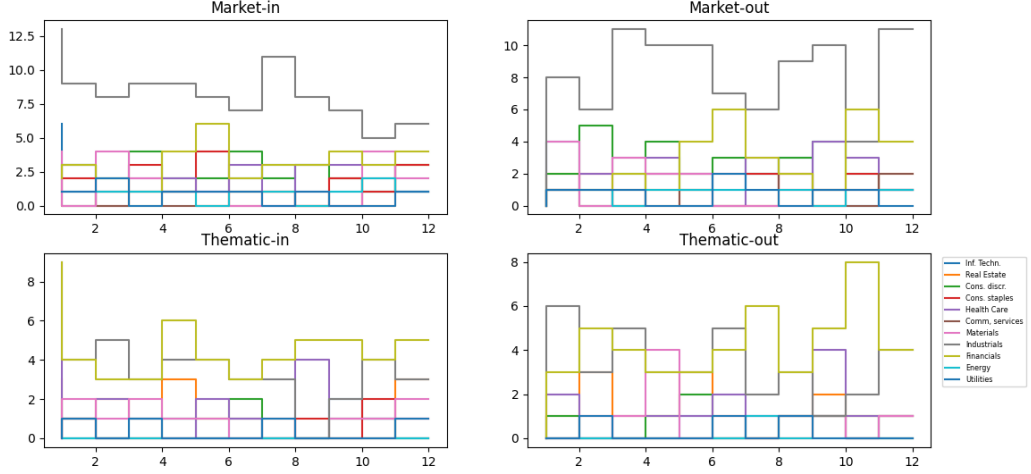 Market-in
Market-out
12.5
10.0
7.5
5.0
2.5
0.0
2 4 6 8 10 12
10
8
6
4
2
0
2 4 6 8 10 12
Thematic-in
Thematic-out
8
6
4
2
0
2 4 6 8 10 12
8
6
4
2
0
2 4 6 8 10 12
Inf. Techn.
Real Estate
Cons. discr.
Cons. staples
Health Care
Comm, services
Materials
Industrials
Financials
Energy
Utilities